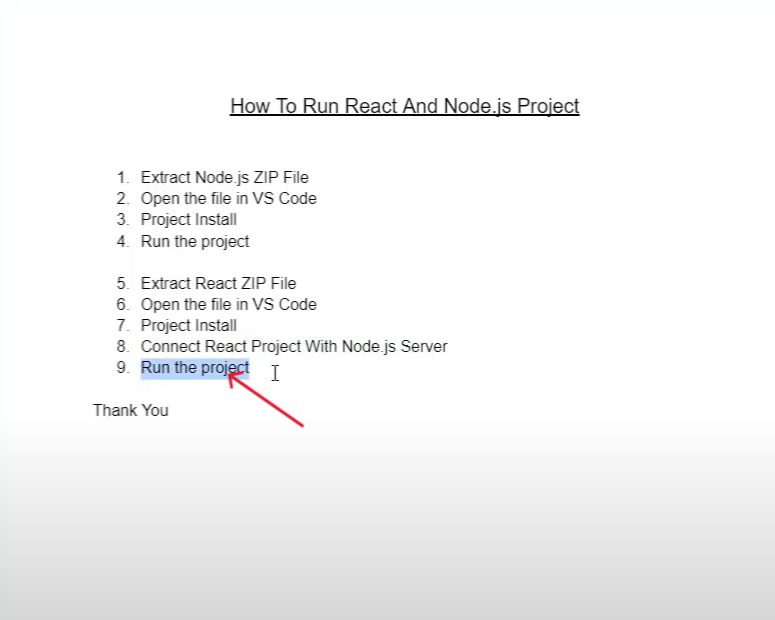 How To Run React And Node.js Project
1. Extract Node.js ZIP File
2. Open the file in VS Code
3. Project Install
4. Run the project
5. Extract React ZIP File
6. Open the file in VS Code
7. Project Install
8. Connect React Project With Node.js Server
9. Run the project
Thank You